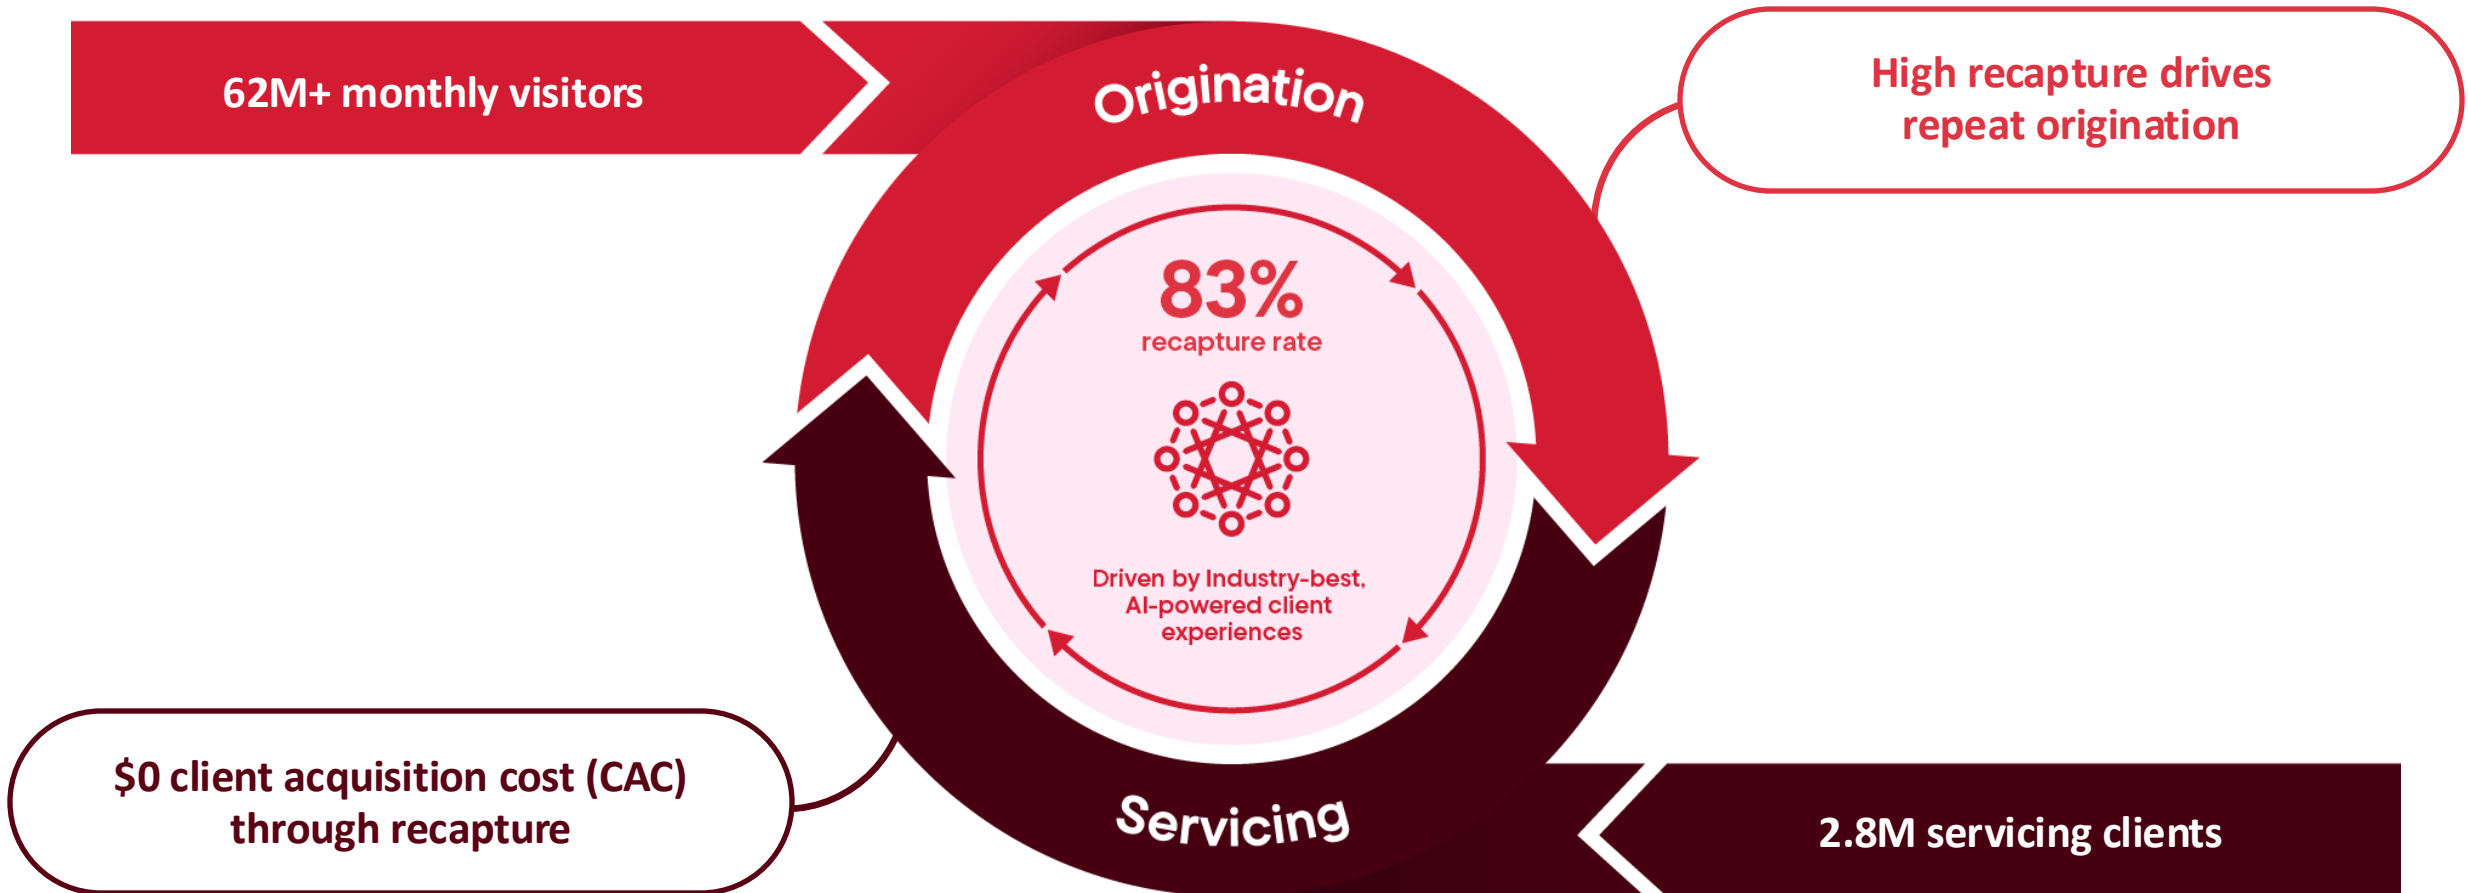 62M+ monthly visitors
Origination
High recapture drives
repeat origination
83%
recapture rate
Driven by Industry-best,
AI-powered client
experiences
$0 client acquisition cost (CAC)
through recapture
Servicing
2.8M servicing clients